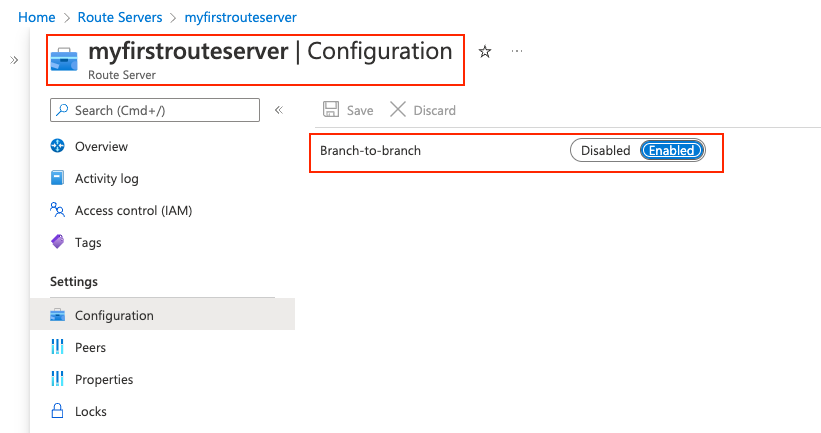 Home > Route Servers > myfirstrouteserver
»
myfirstrouteserver | Configuration ☆ ···
Route Server
Search (Cmd+/) «
Save Discard
Branch-to-branch Disabled Enabled
Overview
Activity log
Access control (IAM)
Tags
Settings
Configuration
Peers
Properties
Locks